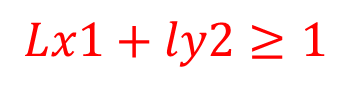 Lx1 + ly2 ≥ 1